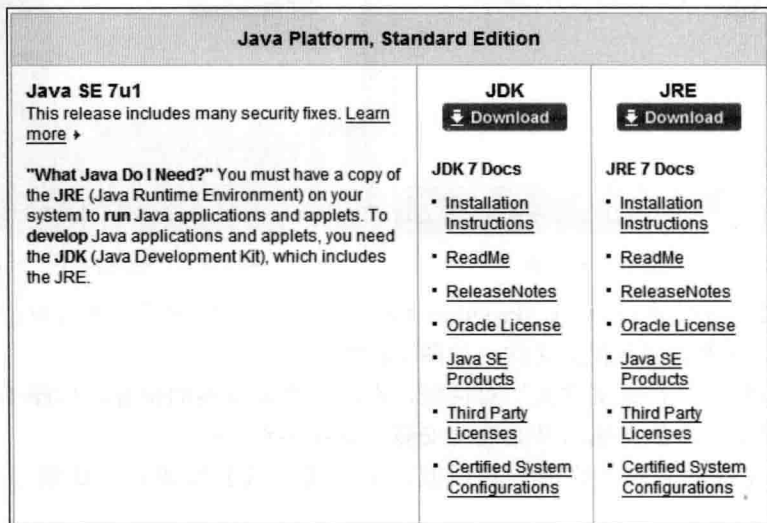 Java Platform, Standard Edition
Java SE 7u1
This release includes many security fixes. Learn
more
"What Java Do I Need?" You must have a copy of
the JRE (Java Runtime Environment) on your
system to run Java applications and applets. To
develop Java applications and applets, you need
the JDK (Java Development Kit), which includes
the JRE.
JDK
Download
JDK 7 Docs
Installation
Instructions
ReadMe
ReleaseNotes
Oracle License
Java SE
Products
Third Party
Licenses
Certified System
Configurations
JRE
Download
JRE 7 Docs
Installation
Instructions
ReadMe
ReleaseNotes
Oracle License
Java SE
Products
Third Party
Licenses
Certified System
Configurations